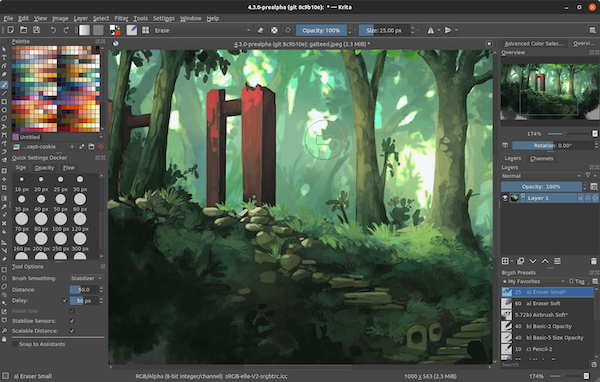 4.3.0-prealpha (git 8c9b10e): * — Krita
File Edit View Image Layer Select Filter Tools Settings Window Help
Erase
Opacity: 100%
Size: 25.00 px
Palette
4.3.0-prealpha (git 8c9b10e): galteed.jpeg (2.3 MiB) *
Advanced Color Selec...
Overvi...
Overview
Untitled
...cept-cookie
Quick Settings Docker
Size Opacity Flow
16 px 20 px 25 px 30 px
35 px 40 px 50 px 60 px
70 px 80 px 100 px 120 px
160 px 200 px 250 px 300 px
Tool Options
Brush Smoothing: Stabilizer
Distance: 50.0
Delay: 50 px
Finish line:
Stabilize Sensors:
Scalable Distance:
Snap to Assistants
174%
Rotation: 0.00°
Layers Channels
Layers
Normal
Opacity: 100%
Layer 1
Brush Presets
My Favorites Tag
25 a) Eraser Small*
60 a) Eraser Soft
5.72 b) Airbrush Soft*
40 b) Basic-2 Opacity
40 b) Basic-5 Size Opacity
10 c) Pencil-2
Search
a) Eraser Small
RGB/Alpha (8-bit integer/channel) sRGB-elle-V2-srgbtrc.icc
1000 x 563 (2.3 MiB)
174%